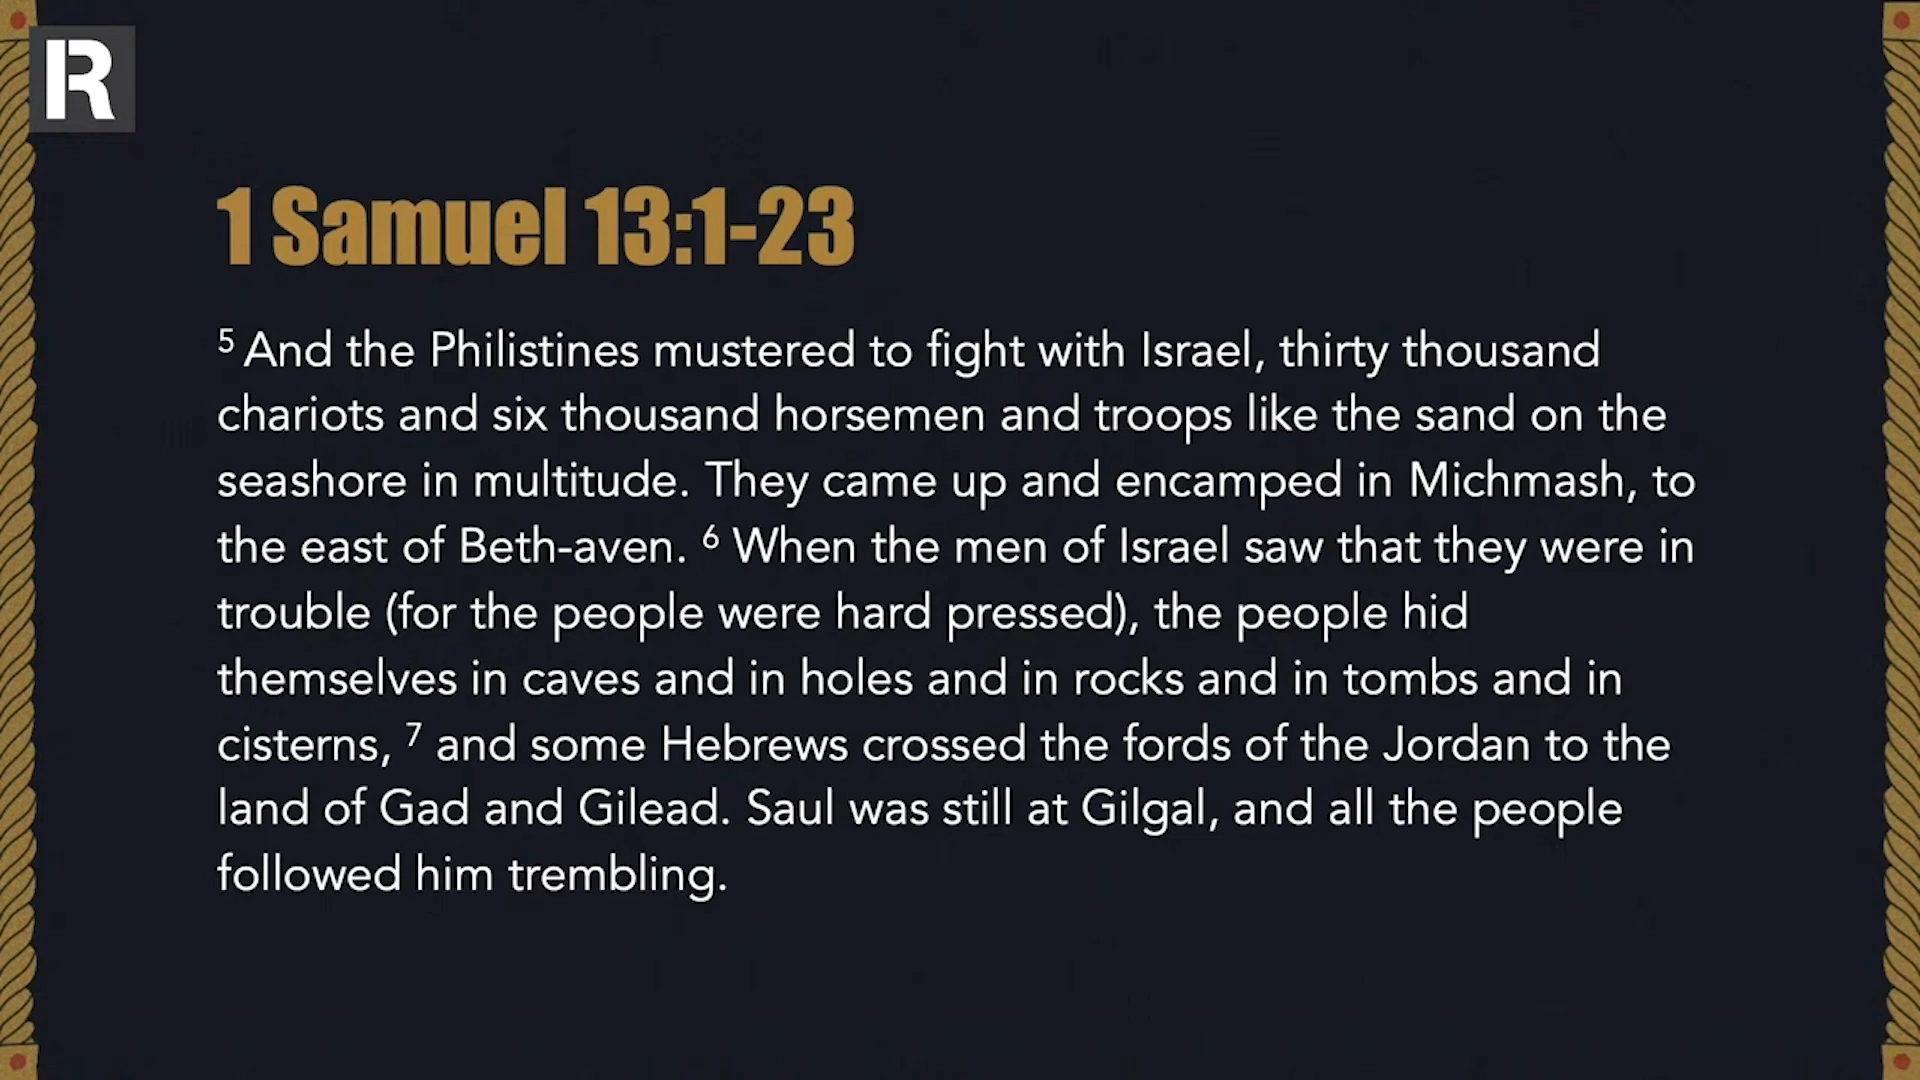 R
1 Samuel 13:1-23
⁵ And the Philistines mustered to fight with Israel, thirty thousand
chariots and six thousand horsemen and troops like the sand on the
seashore in multitude. They came up and encamped in Michmash, to
the east of Beth-aven. ⁶ When the men of Israel saw that they were in
trouble (for the people were hard pressed), the people hid
themselves in caves and in holes and in rocks and in tombs and in
cisterns, ⁷ and some Hebrews crossed the fords of the Jordan to the
land of Gad and Gilead. Saul was still at Gilgal, and all the people
followed him trembling.